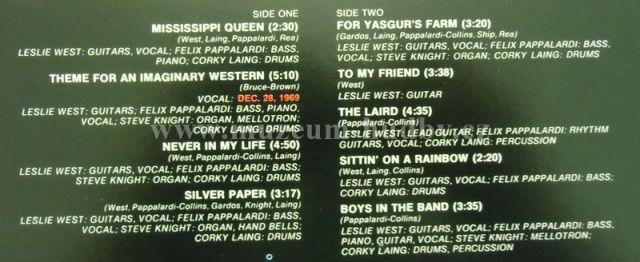 SIDE ONE
MISSISSIPPI QUEEN (2:30)
(West, Laing, Pappalardi, Rea)
LESLIE WEST: GUITARS, VOCAL; FELIX PAPPALARDI: BASS,
PIANO; CORKY LAING: DRUMS
THEME FOR AN IMAGINARY WESTERN (5:10)
(Bruce-Brown)
VOCAL: DEC. 28, 1969
LESLIE WEST: GUITARS; FELIX PAPPALARDI: BASS, PIANO,
VOCAL; STEVE KNIGHT: ORGAN, MELLOTRON;
CORKY LAING: DRUMS
NEVER IN MY LIFE (4:50)
(West, Pappalardi-Collins, Laing)
LESLIE WEST: GUITARS, VOCAL; FELIX PAPPALARDI: BASS;
STEVE KNIGHT: ORGAN; CORKY LAING: DRUMS
SILVER PAPER (3:17)
(West, Pappalardi-Collins, Gardos, Knight, Laing)
LESLIE WEST: GUITARS, VOCAL; FELIX PAPPALARDI: BASS,
VOCAL; STEVE KNIGHT: ORGAN, HAND BELLS;
CORKY LAING: DRUMS
SIDE TWO
FOR YASGUR'S FARM (3:20)
(Gardos, Laing, Pappalardi-Collins, Ship, Rea)
LESLIE WEST: GUITARS, VOCAL; FELIX PAPPALARDI: BASS,
VOCAL; STEVE KNIGHT: ORGAN; CORKY LAING: DRUMS
TO MY FRIEND (3:38)
(West)
LESLIE WEST: GUITAR
THE LAIRD (4:35)
(Pappalardi-Collins)
LESLIE WEST: LEAD GUITAR; FELIX PAPPALARDI: RHYTHM
GUITARS, VOCAL; CORKY LAING: PERCUSSION
SITTIN' ON A RAINBOW (2:20)
(West, Laing, Collins)
LESLIE WEST: GUITARS, VOCAL; FELIX PAPPALARDI: BASS;
CORKY LAING: DRUMS
BOYS IN THE BAND (3:35)
(Pappalardi-Collins)
LESLIE WEST: GUITARS, VOCAL; FELIX PAPPALARDI: BASS,
PIANO, GUITAR, VOCAL; STEVE KNIGHT: MELLOTRON;
CORKY LAING: DRUMS, PERCUSSION